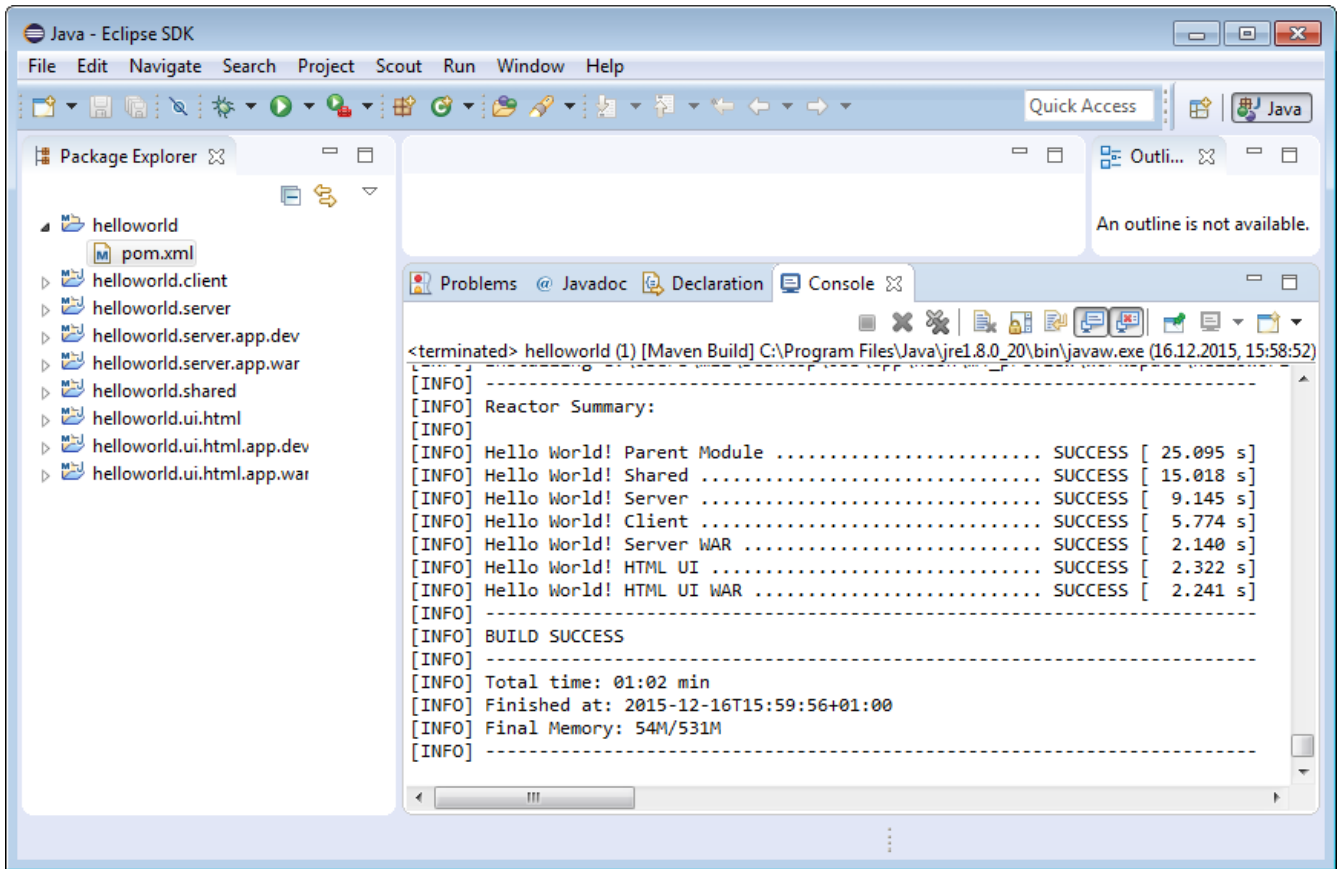 Java - Eclipse SDK
File Edit Navigate Search Project Scout Run Window Help
Quick Access Java
Package Explorer
helloworld
pom.xml
helloworld.client
helloworld.server
helloworld.server.app.dev
helloworld.server.app.war
helloworld.shared
helloworld.ui.html
helloworld.ui.html.app.dev
helloworld.ui.html.app.war
Outli...
An outline is not available.
Problems @ Javadoc Declaration Console
<terminated> helloworld (1) [Maven Build] C:\Program Files\Java\jre1.8.0_20\bin\javaw.exe (16.12.2015, 15:58:52)
[INFO] ------------------------------------------------------------------------
[INFO] Reactor Summary:
[INFO]
[INFO] Hello World! Parent Module ......................... SUCCESS [ 25.095 s]
[INFO] Hello World! Shared ................................ SUCCESS [ 15.018 s]
[INFO] Hello World! Server ................................ SUCCESS [  9.145 s]
[INFO] Hello World! Client ................................ SUCCESS [  5.774 s]
[INFO] Hello World! Server WAR ............................ SUCCESS [  2.140 s]
[INFO] Hello World! HTML UI ............................... SUCCESS [  2.322 s]
[INFO] Hello World! HTML UI WAR ........................... SUCCESS [  2.241 s]
[INFO] ------------------------------------------------------------------------
[INFO] BUILD SUCCESS
[INFO] ------------------------------------------------------------------------
[INFO] Total time: 01:02 min
[INFO] Finished at: 2015-12-16T15:59:56+01:00
[INFO] Final Memory: 54M/531M
[INFO] ------------------------------------------------------------------------